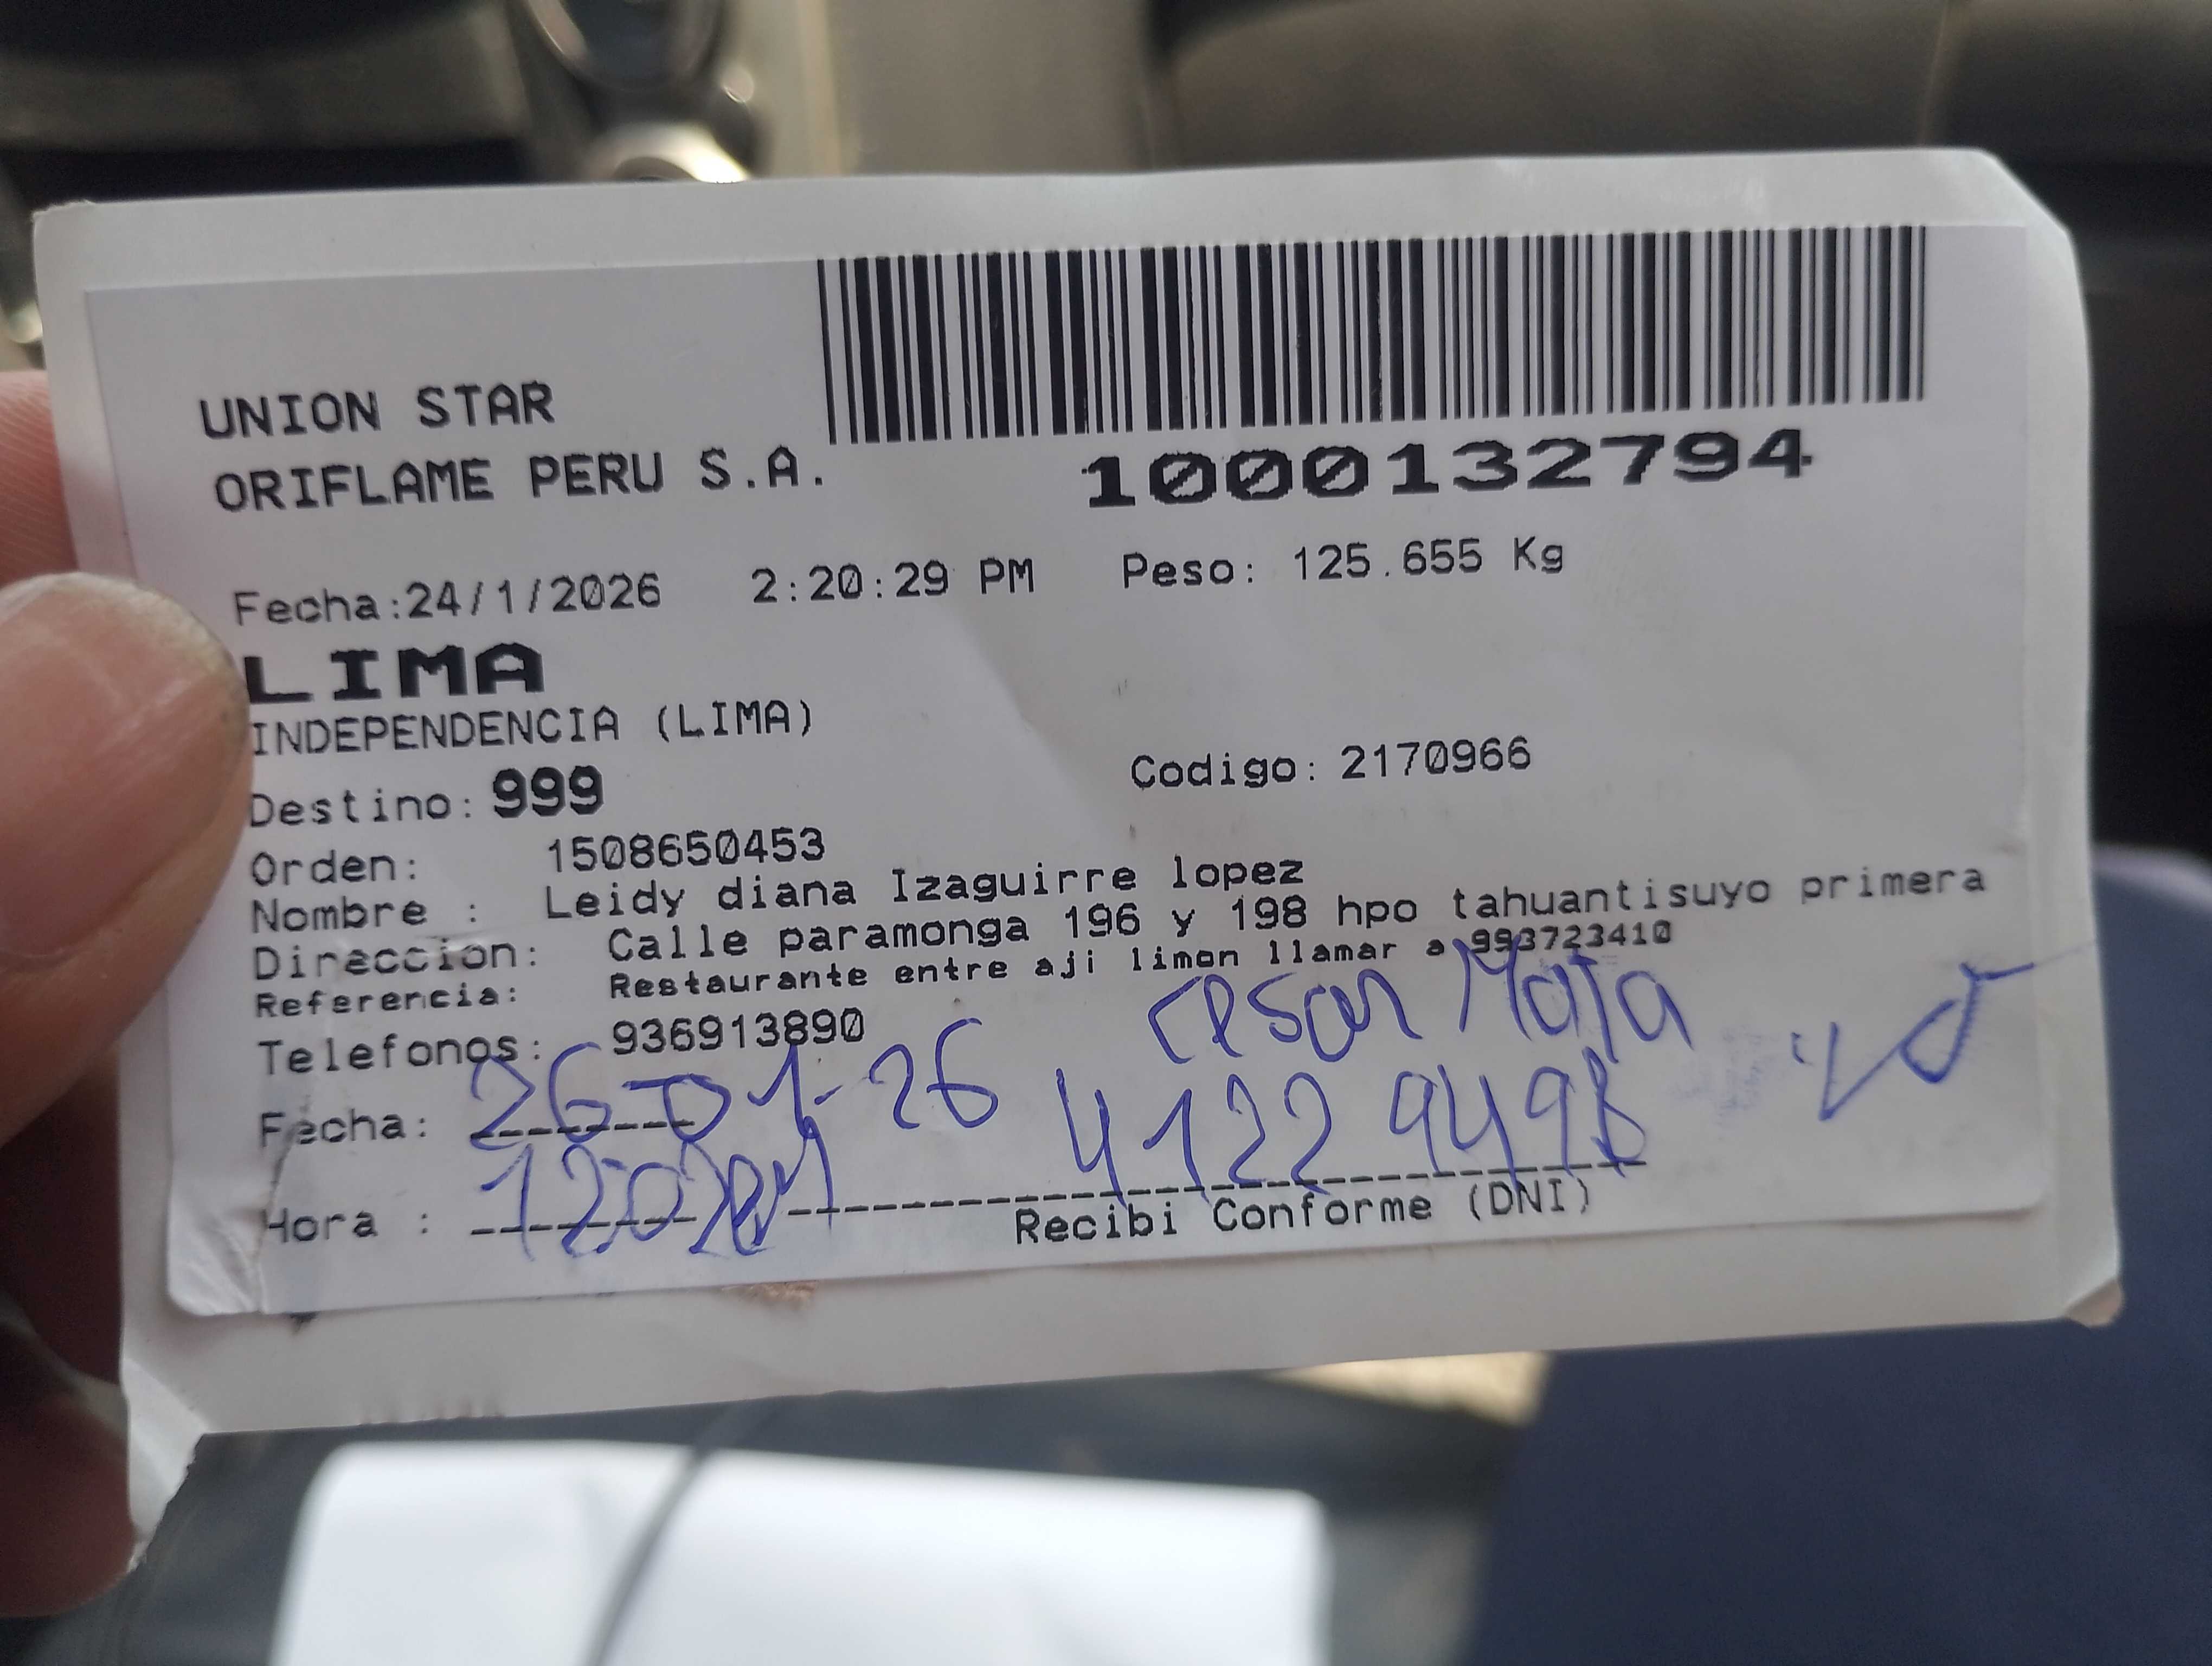 UNION STAR
ORIFLAME PERU S.A.
1000132794
Fecha:24/1/2026 2:20:29 PM Peso: 125.655 Kg
LIMA
INDEPENDENCIA (LIMA)
Destino: 999 Codigo: 2170966
Orden: 1508650453
Nombre : Leidy diana Izaguirre lopez
Direccion: Calle paramonga 196 y 198 hpo tahuantisuyo primera
Referencia: Restaurante entre aji limon llamar a 993723410
Telefonos: 936913890 cesar
Fecha: 26-01-26 41229498
Hora :
Recibi Conforme (DNI)